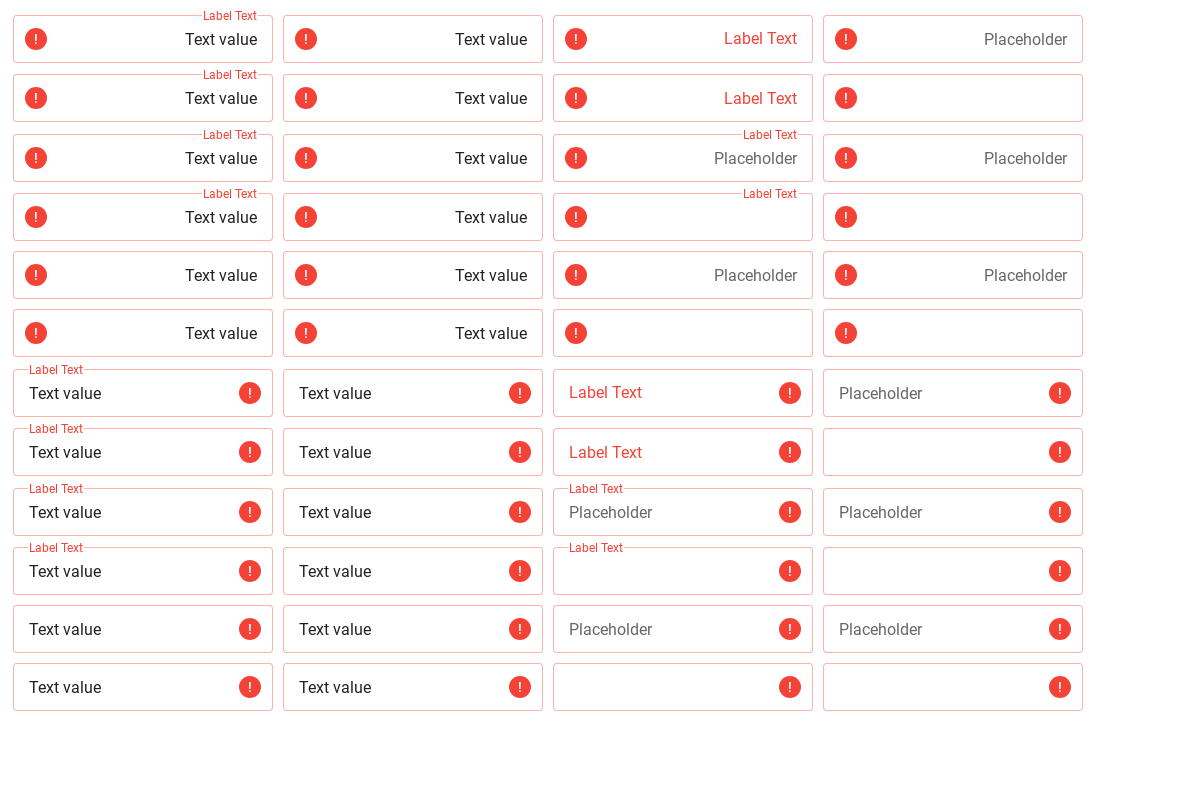 Label Text
! Text value ! Text value ! Label Text ! Placeholder
Label Text
! Text value ! Text value ! Label Text !
Label Text Label Text
! Text value ! Text value ! Placeholder ! Placeholder
Label Text Label Text
! Text value ! Text value ! !
! Text value ! Text value ! Placeholder ! Placeholder
! Text value ! Text value ! !
Label Text
Text value ! Text value ! Label Text ! Placeholder !
Label Text
Text value ! Text value ! Label Text ! !
Label Text Label Text
Text value ! Text value ! Placeholder ! Placeholder !
Label Text Label Text
Text value ! Text value ! ! !
Text value ! Text value ! Placeholder ! Placeholder !
Text value ! Text value ! ! !